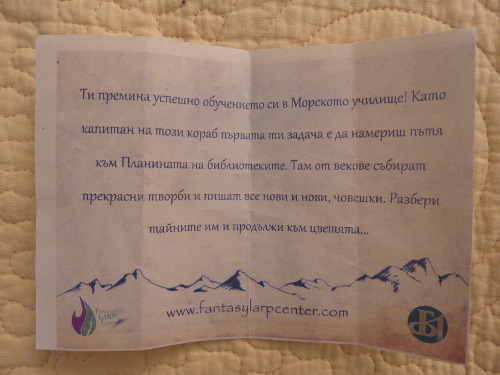 Ти премина успешно обучението си в Морското училище! Като
капитан на този кораб първата ти задача е да намериш пътя
към Планината на библиотеките. Там от векове събират
прекрасни творби и пишат все нови и нови, човешки. Разбери
тайните им и продължи към цветята...
www.fantasylarpcenter.com